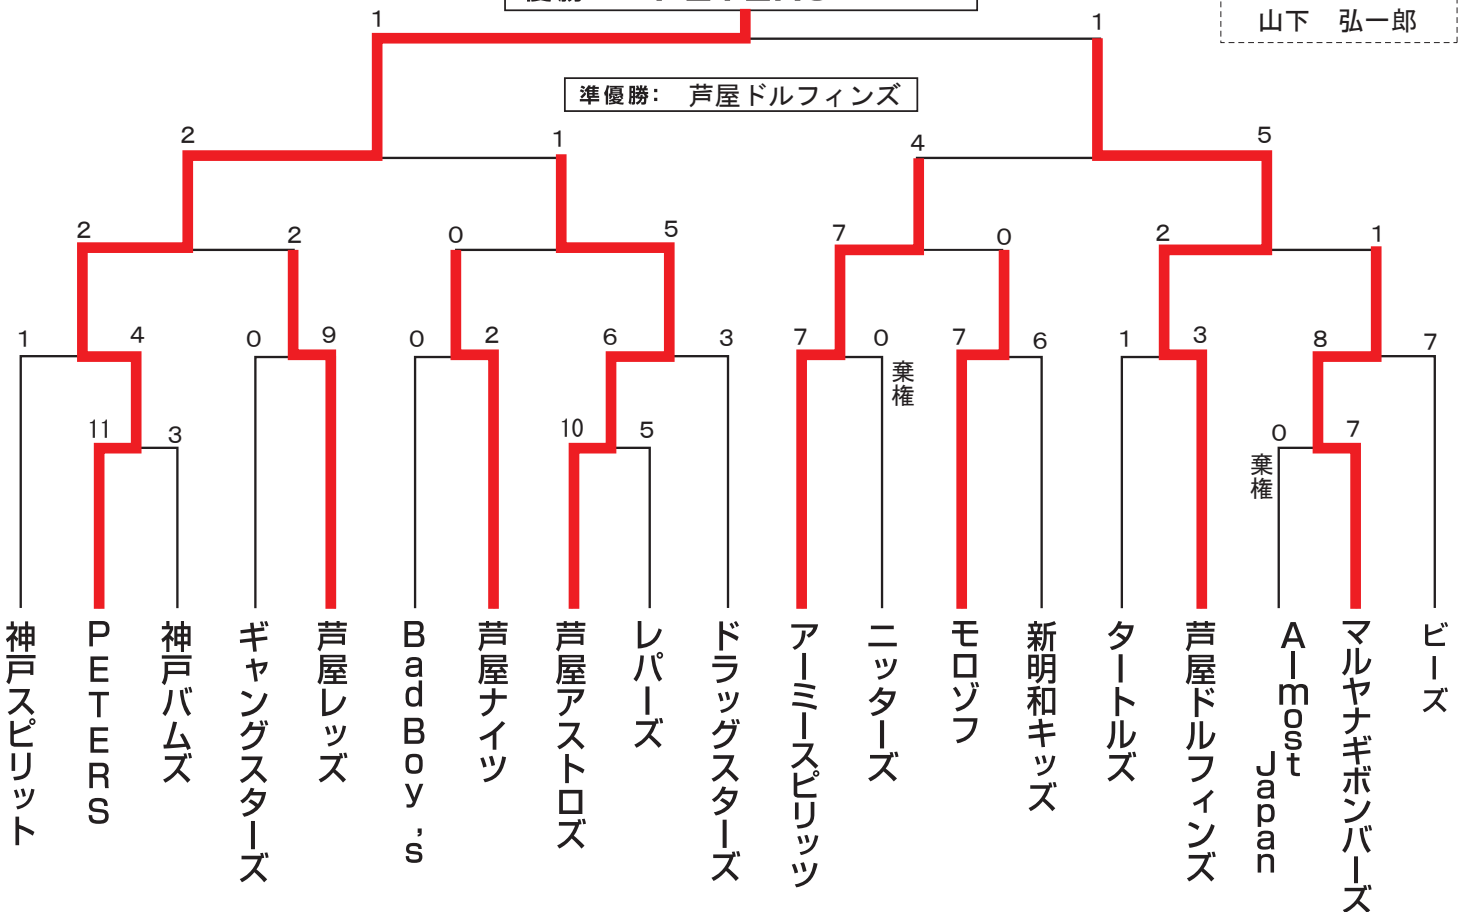 優勝 PETERS
山下 弘一郎
1
1
準優勝: 芦屋ドルフィンズ
2
1
4
5
2
2
0
5
7
0
2
1
1
4
0
9
0
2
6
3
7
0
7
6
1
3
8
7
棄権
11
3
10
5
0
7
棄権
神戸スピリット
PETERS
神戸バムズ
ギャングスターズ
芦屋レッズ
BadBoy,s
芦屋ナイツ
芦屋アストロズ
レパーズ
ドラッグスターズ
アーミースピリッツ
ニッターズ
モロゾフ
新明和キッズ
タートルズ
芦屋ドルフィンズ
Almost
Japan
マルヤナギボンバーズ
ビーズ